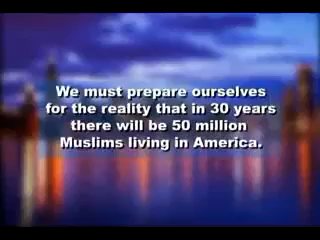 We must prepare ourselves
for the reality that in 30 years
there will be 50 million
Muslims living in America.